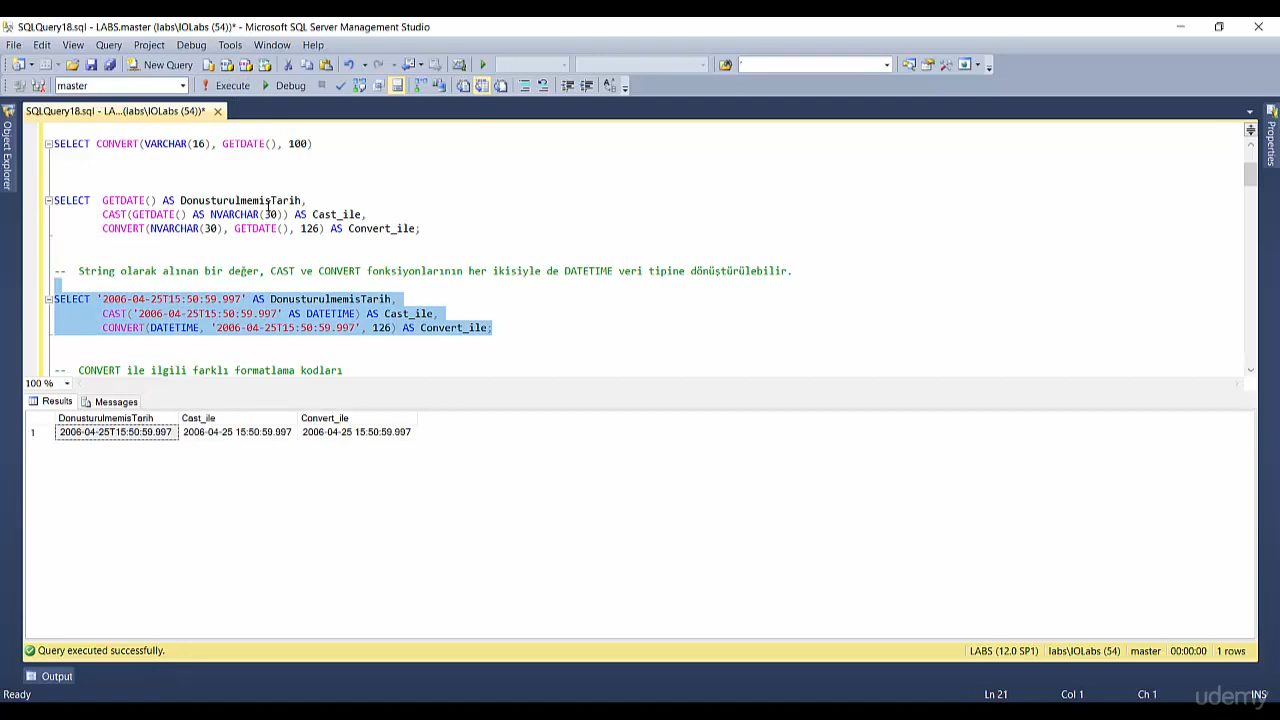 SQLQuery18.sql - LABS.master (labs\IOLabs (54))* - Microsoft SQL Server Management Studio
File Edit View Query Project Debug Tools Window Help
New Query
master Execute Debug
SQLQuery18.sql - LA...(labs\IOLabs (54))*
Object Explorer
Properties
SELECT CONVERT(VARCHAR(16), GETDATE(), 100)
SELECT GETDATE() AS DonusturulmemisTarih,
CAST(GETDATE() AS NVARCHAR(30)) AS Cast_ile,
CONVERT(NVARCHAR(30), GETDATE(), 126) AS Convert_ile;
-- String olarak alınan bir değer, CAST ve CONVERT fonksiyonlarının her ikisiyle de DATETIME veri tipine dönüştürülebilir.
SELECT '2006-04-25T15:50:59.997' AS DonusturulmemisTarih,
CAST('2006-04-25T15:50:59.997' AS DATETIME) AS Cast_ile,
CONVERT(DATETIME, '2006-04-25T15:50:59.997', 126) AS Convert_ile;
-- CONVERT ile ilgili farklı formatlama kodları
100 %
Results Messages
DonusturulmemisTarih Cast_ile Convert_ile
1 2006-04-25T15:50:59.997 2006-04-25 15:50:59.997 2006-04-25 15:50:59.997
Query executed successfully. LABS (12.0 SP1) labs\IOLabs (54) master 00:00:00 1 rows
Output
Ready Ln 21 Col 1 Ch 1 INS
udemy